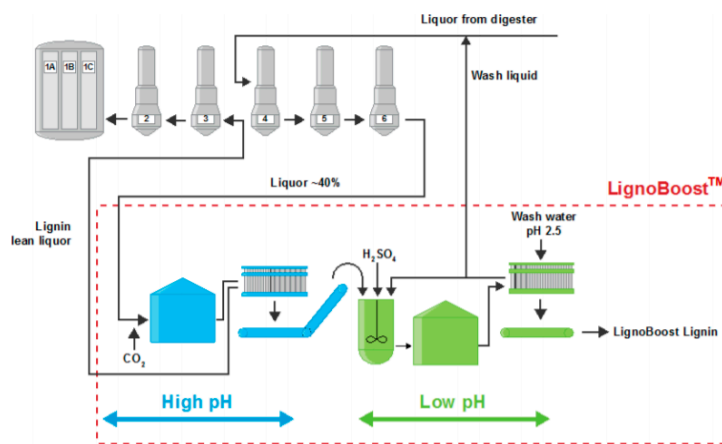 Liquor from digester
1A
1B
1C
2
3
4
5
6
Wash liquid
Liquor ~40%
LignoBoost™
Lignin
lean liquor
Wash water
pH 2.5
H₂SO₄
CO₂
LignoBoost Lignin
High pH
Low pH